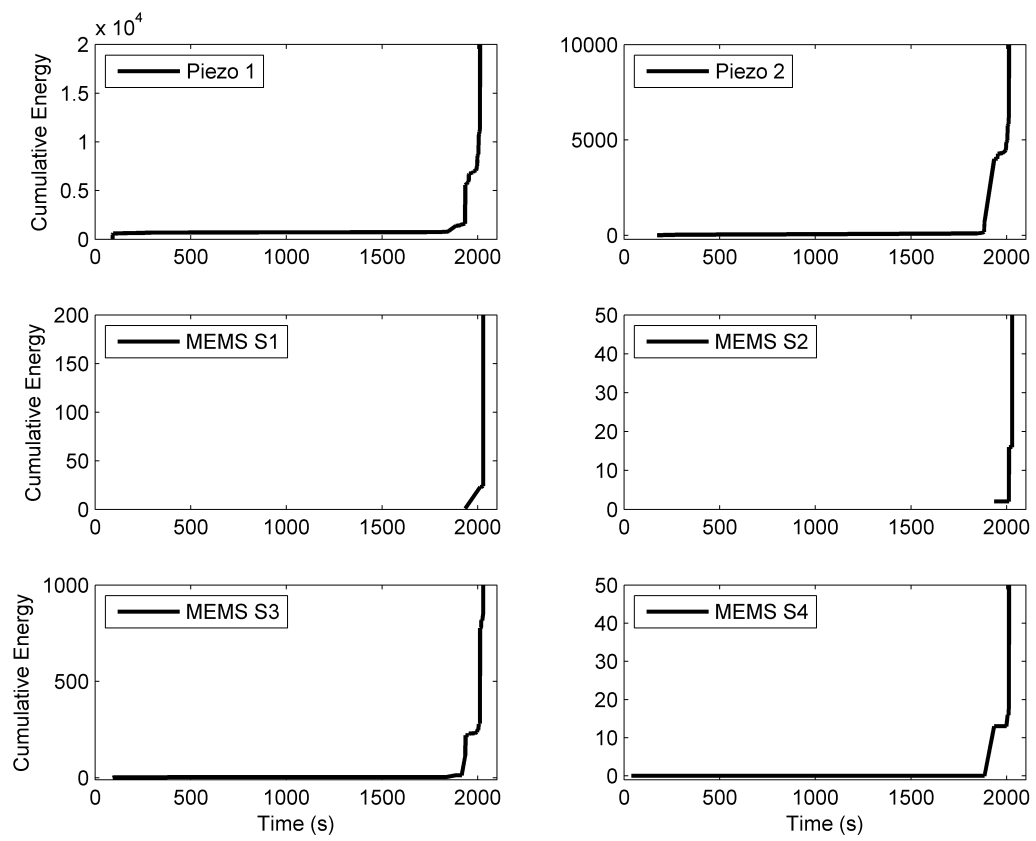 x 10^4
2
1.5
1
0.5
0
Cumulative Energy
Piezo 1
0 500 1000 1500 2000
10000
5000
0
Piezo 2
0 500 1000 1500 2000
200
150
100
50
0
Cumulative Energy
MEMS S1
0 500 1000 1500 2000
50
40
30
20
10
0
MEMS S2
0 500 1000 1500 2000
1000
500
0
Cumulative Energy
MEMS S3
0 500 1000 1500 2000
Time (s)
50
40
30
20
10
0
MEMS S4
0 500 1000 1500 2000
Time (s)